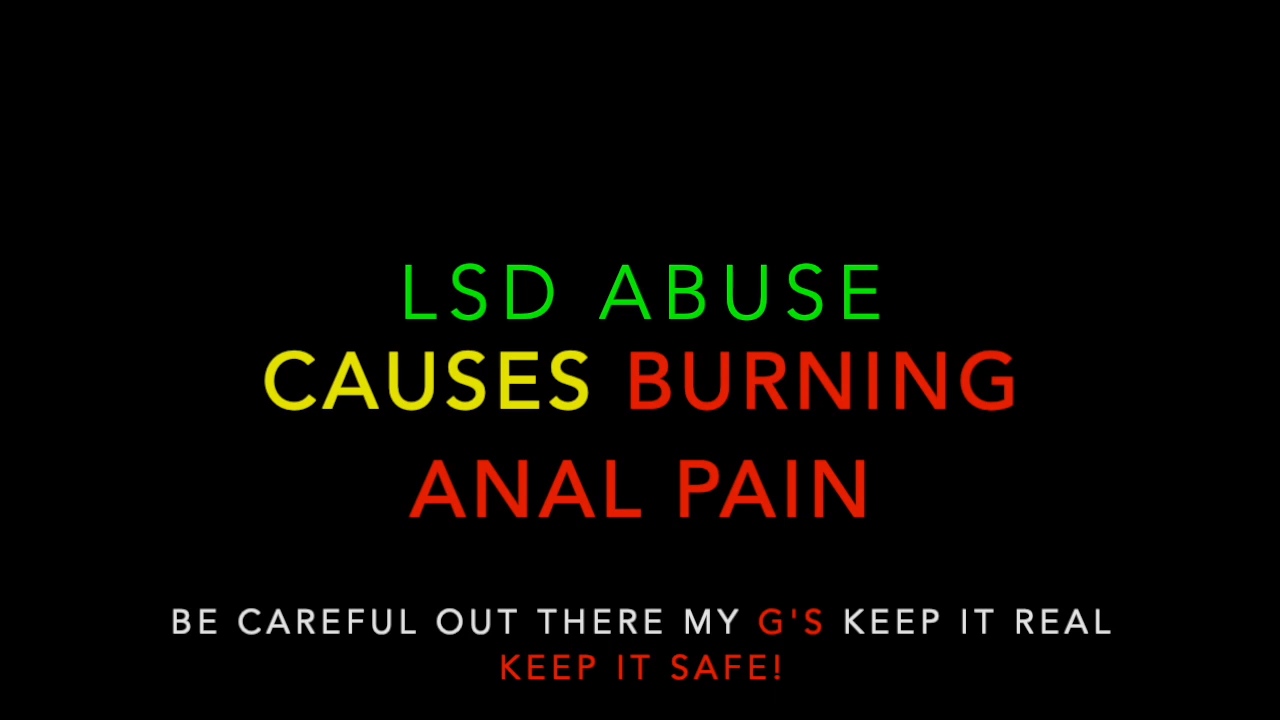 LSD ABUSE
CAUSES BURNING
ANAL PAIN
BE CAREFUL OUT THERE MY G'S KEEP IT REAL
KEEP IT SAFE!